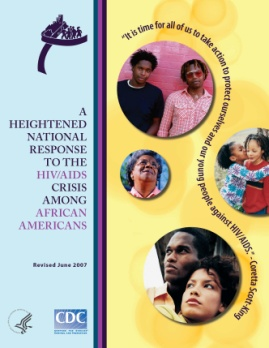 A
HEIGHTENED
NATIONAL
RESPONSE
TO THE
HIV/AIDS
CRISIS
AMONG
AFRICAN
AMERICANS
Revised June 2007
CDC
"It is time for all of us to take action to protect ourselves and our young people against HIV/AIDS." - Coretta Scott-King